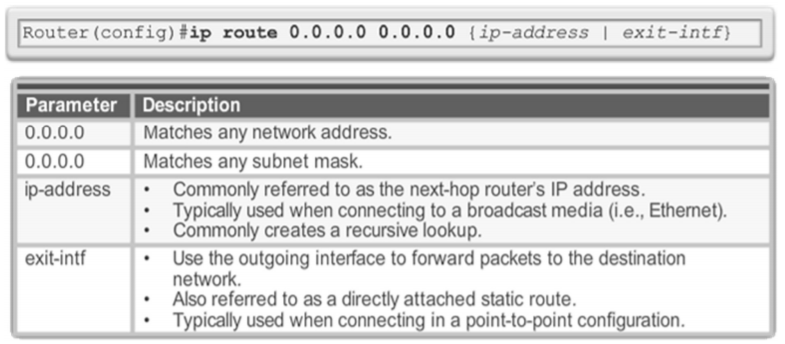 Router(config)#ip route 0.0.0.0 0.0.0.0 {ip-address | exit-intf}
Parameter Description
0.0.0.0 Matches any network address.
0.0.0.0 Matches any subnet mask.
ip-address • Commonly referred to as the next-hop router's IP address.
• Typically used when connecting to a broadcast media (i.e., Ethernet).
• Commonly creates a recursive lookup.
exit-intf • Use the outgoing interface to forward packets to the destination
network.
• Also referred to as a directly attached static route.
• Typically used when connecting in a point-to-point configuration.